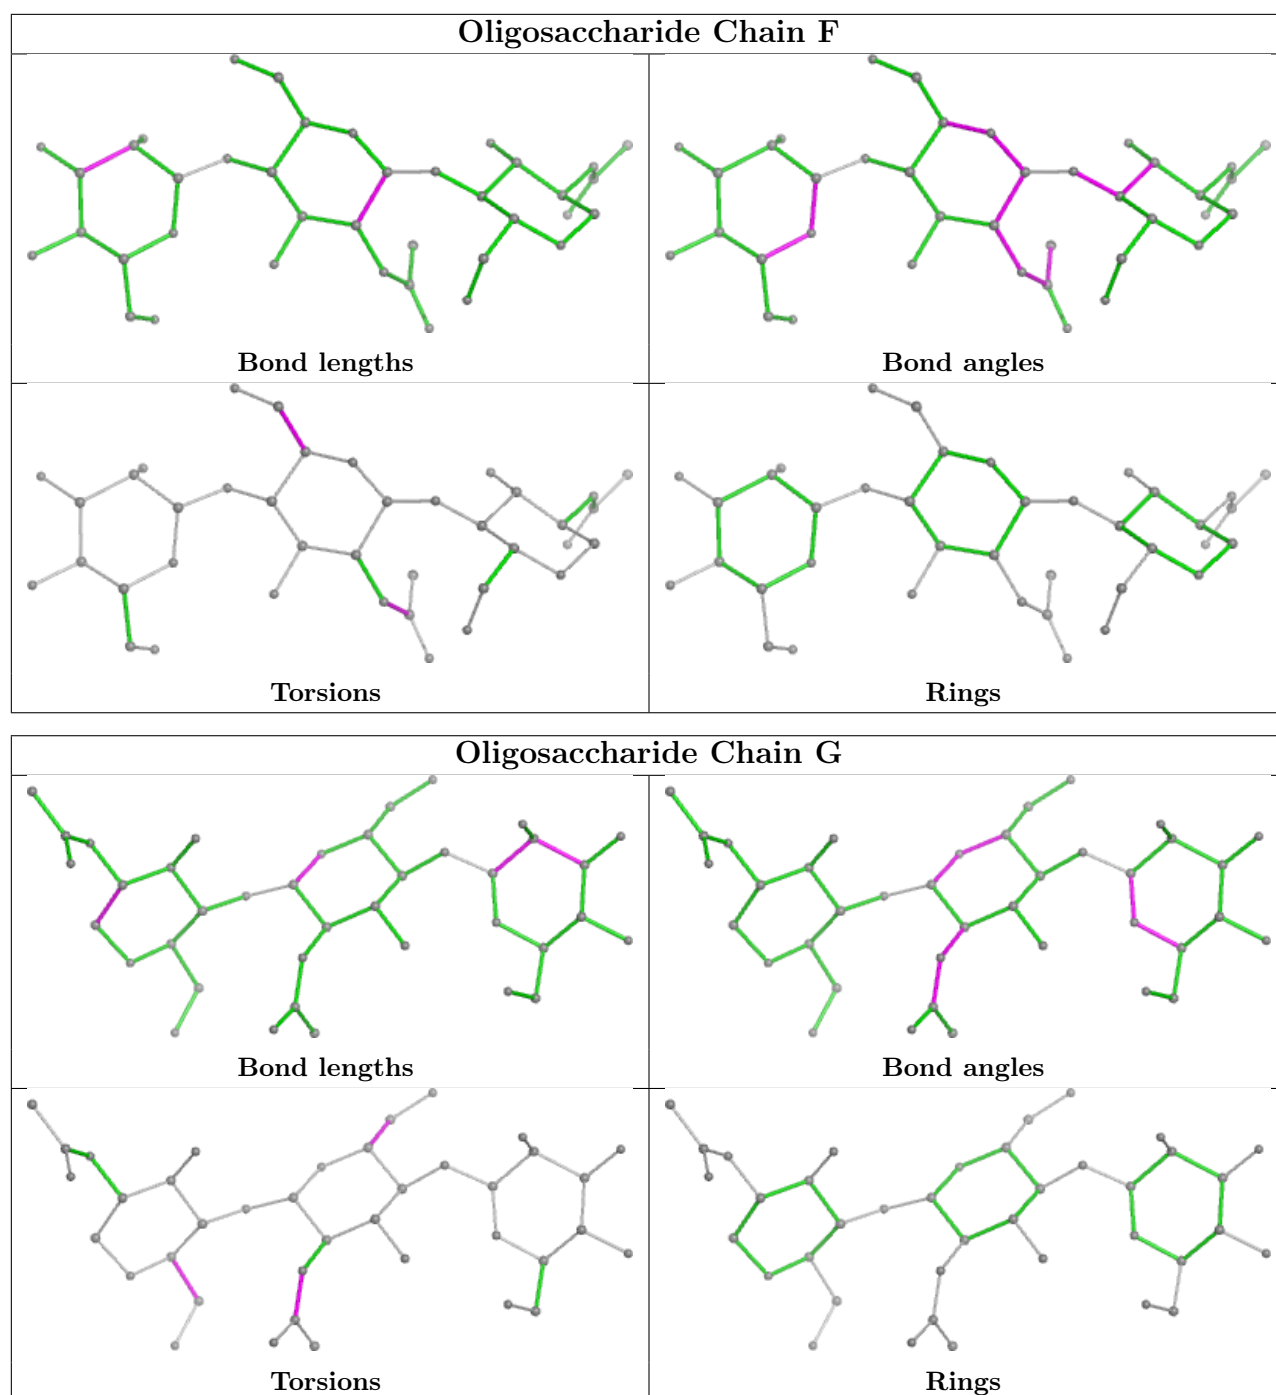 Oligosaccharide Chain F
Bond lengths
Bond angles
Torsions
Rings
Oligosaccharide Chain G
Bond lengths
Bond angles
Torsions
Rings